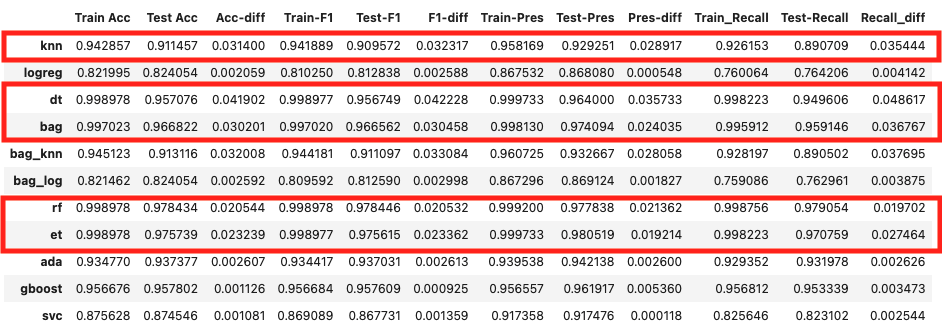 Train Acc Test Acc Acc-diff Train-F1 Test-F1 F1-diff Train-Pres Test-Pres Pres-diff Train_Recall Test-Recall Recall_diff
knn 0.942857 0.911457 0.031400 0.941889 0.909572 0.032317 0.958169 0.929251 0.028917 0.926153 0.890709 0.035444
logreg 0.821995 0.824054 0.002059 0.810250 0.812838 0.002588 0.867532 0.868080 0.000548 0.760064 0.764206 0.004142
dt 0.998978 0.957076 0.041902 0.998977 0.956749 0.042228 0.999733 0.964000 0.035733 0.998223 0.949606 0.048617
bag 0.997023 0.966822 0.030201 0.997020 0.966562 0.030458 0.998130 0.974094 0.024035 0.995912 0.959146 0.036767
bag_knn 0.945123 0.913116 0.032008 0.944181 0.911097 0.033084 0.960725 0.932667 0.028058 0.928197 0.890502 0.037695
bag_log 0.821462 0.824054 0.002592 0.809592 0.812590 0.002998 0.867296 0.869124 0.001827 0.759086 0.762961 0.003875
rf 0.998978 0.978434 0.020544 0.998978 0.978446 0.020532 0.999200 0.977838 0.021362 0.998756 0.979054 0.019702
et 0.998978 0.975739 0.023239 0.998977 0.975615 0.023362 0.999733 0.980519 0.019214 0.998223 0.970759 0.027464
ada 0.934770 0.937377 0.002607 0.934417 0.937031 0.002613 0.939538 0.942138 0.002600 0.929352 0.931978 0.002626
gboost 0.956676 0.957802 0.001126 0.956684 0.957609 0.000925 0.956557 0.961917 0.005360 0.956812 0.953339 0.003473
svc 0.875628 0.874546 0.001081 0.869089 0.867731 0.001359 0.917358 0.917476 0.000118 0.825646 0.823102 0.002544